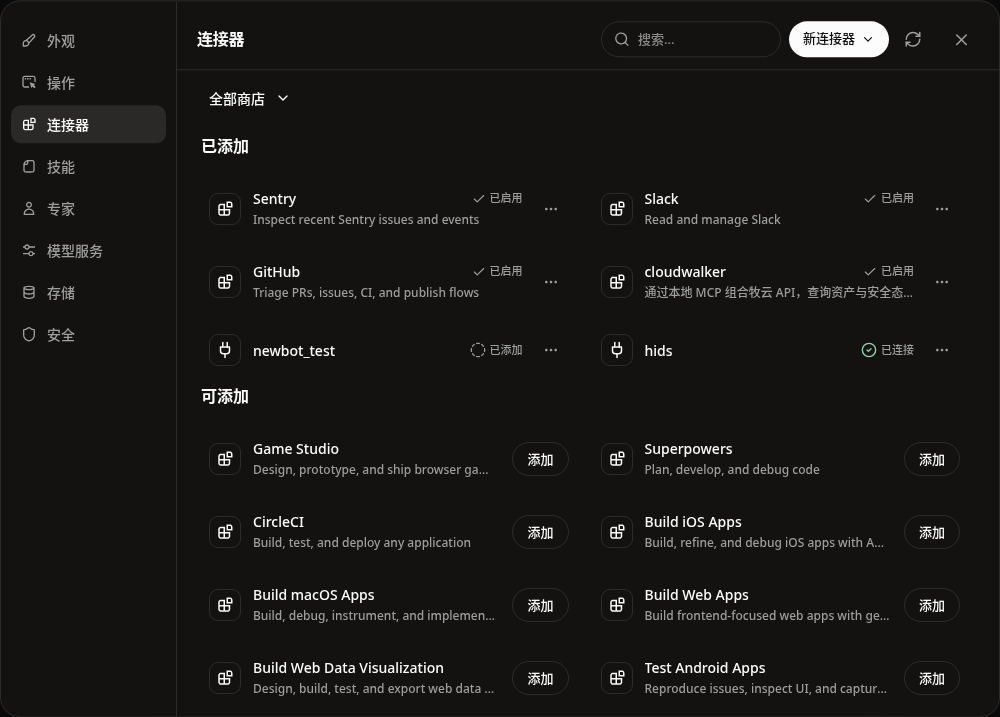 外观
操作
连接器
技能
专家
模型服务
存储
安全
连接器
搜索...
新连接器
全部商店
已添加
Sentry
已启用
Inspect recent Sentry issues and events
Slack
已启用
Read and manage Slack
GitHub
已启用
Triage PRs, issues, CI, and publish flows
cloudwalker
已启用
通过本地 MCP 组合牧云 API，查询资产与安全态...
newbot_test
已添加
hids
已连接
可添加
Game Studio
Design, prototype, and ship browser ga...
添加
Superpowers
Plan, develop, and debug code
添加
CircleCI
Build, test, and deploy any application
添加
Build iOS Apps
Build, refine, and debug iOS apps with A...
添加
Build macOS Apps
Build, debug, instrument, and implemen...
添加
Build Web Apps
Build frontend-focused web apps with ge...
添加
Build Web Data Visualization
Design, build, test, and export web data ...
添加
Test Android Apps
Reproduce issues, inspect UI, and captur...
添加